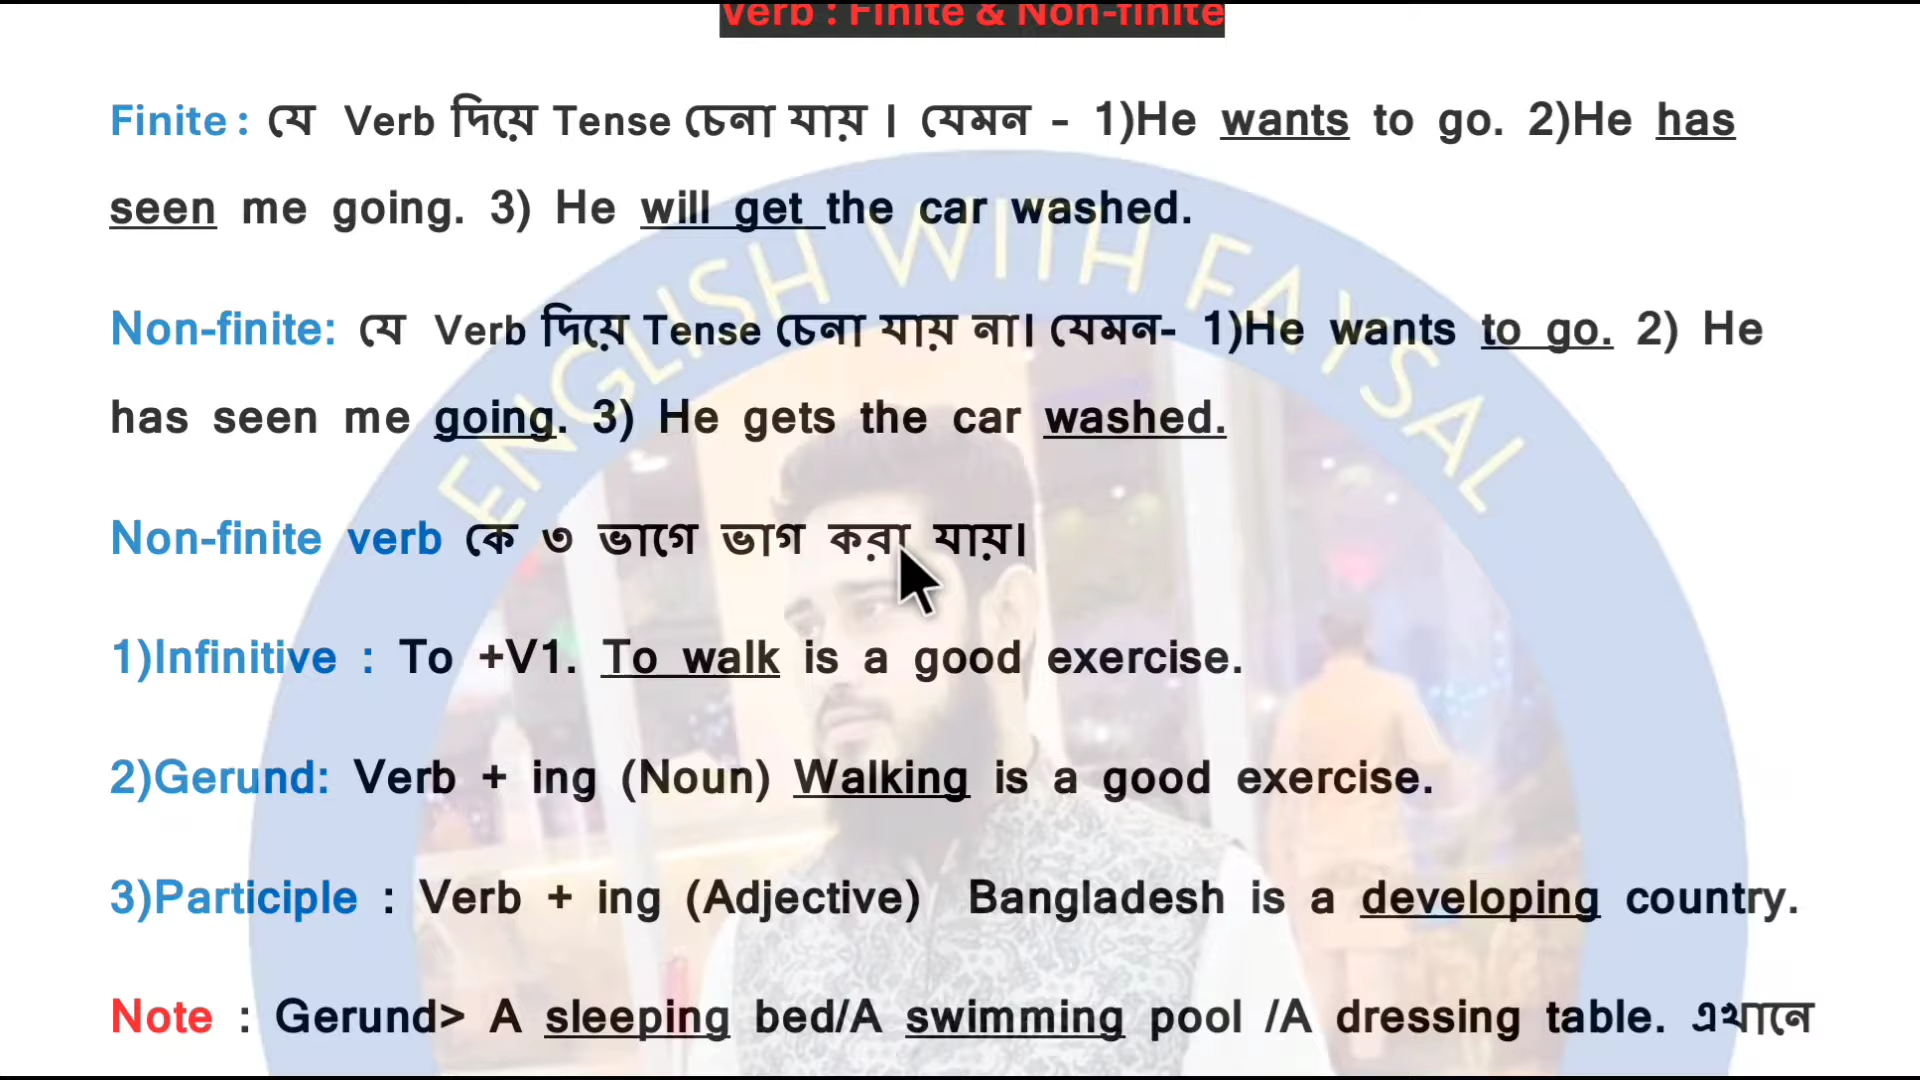 Verb : Finite & Non-finite
Finite : যে Verb দিয়ে Tense চেনা যায় । যেমন - 1)He wants to go. 2)He has
seen me going. 3) He will get the car washed.
Non-finite: যে Verb দিয়ে Tense চেনা যায় না। যেমন- 1)He wants to go. 2) He
has seen me going. 3) He gets the car washed.
Non-finite verb কে ৩ ভাগে ভাগ করা যায়।
1)Infinitive : To +V1. To walk is a good exercise.
2)Gerund: Verb + ing (Noun) Walking is a good exercise.
3)Participle : Verb + ing (Adjective) Bangladesh is a developing country.
Note : Gerund> A sleeping bed/A swimming pool /A dressing table. এখানে
ENGLISH WITH FAYSAL